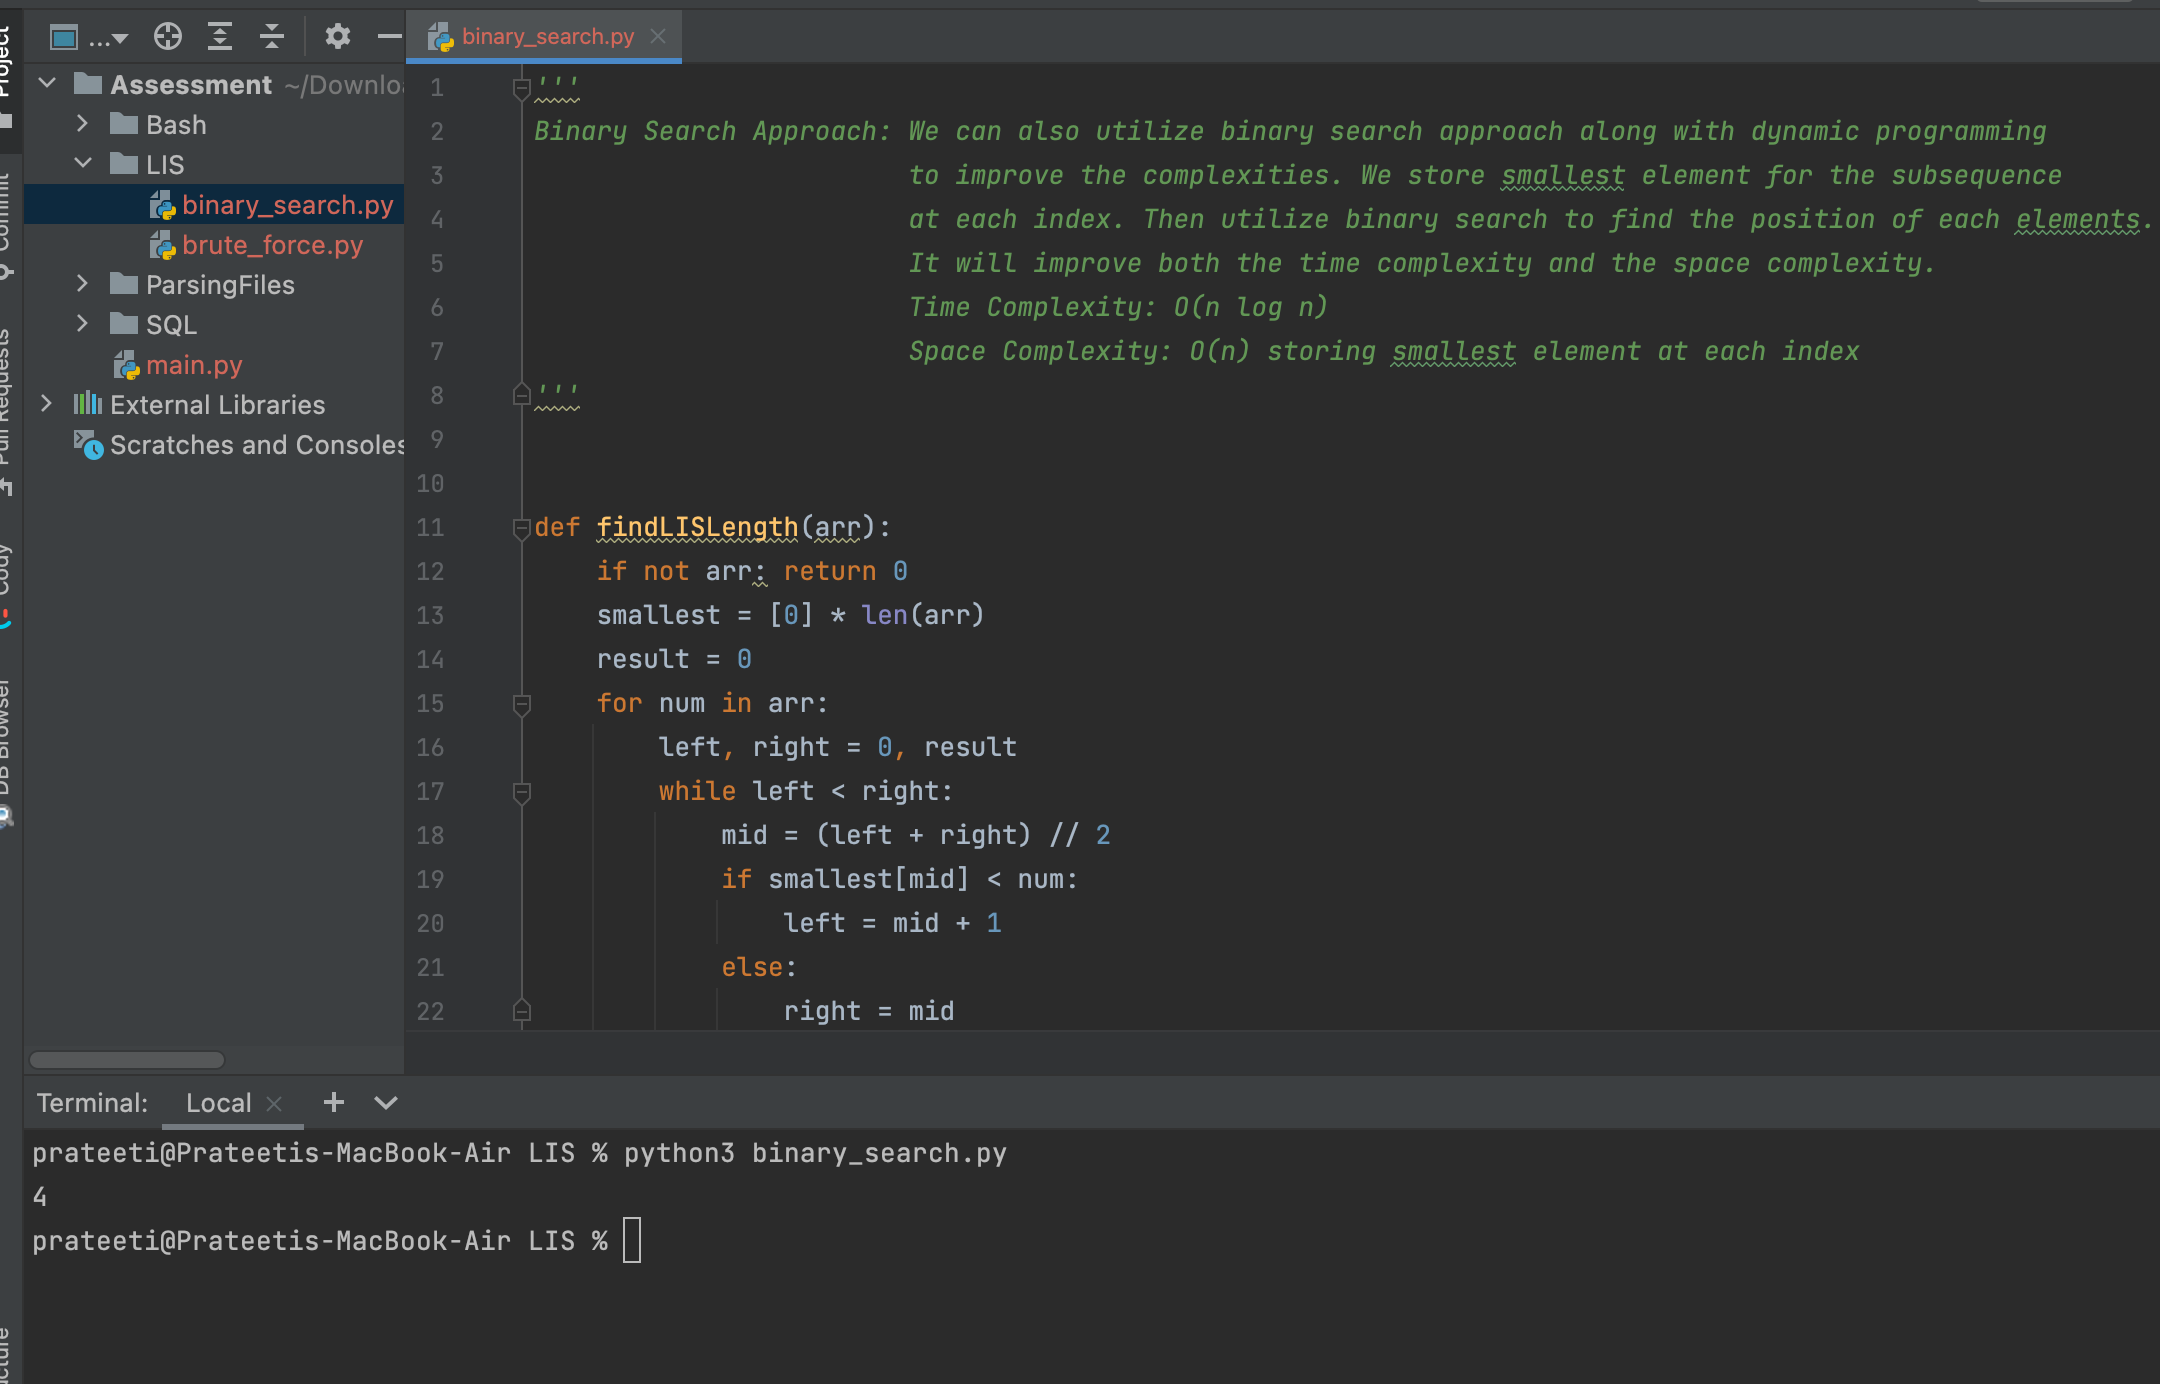 ...
binary_search.py
Project
Commit
Pull Requests
Cody
DB Browser
Assessment ~/Downloa
Bash
LIS
binary_search.py
brute_force.py
ParsingFiles
SQL
main.py
External Libraries
Scratches and Consoles
1 '''
2 Binary Search Approach: We can also utilize binary search approach along with dynamic programming
3 to improve the complexities. We store smallest element for the subsequence
4 at each index. Then utilize binary search to find the position of each elements.
5 It will improve both the time complexity and the space complexity.
6 Time Complexity: O(n log n)
7 Space Complexity: O(n) storing smallest element at each index
8 '''
9
10
11 def findLISLength(arr):
12 if not arr: return 0
13 smallest = [0] * len(arr)
14 result = 0
15 for num in arr:
16 left, right = 0, result
17 while left < right:
18 mid = (left + right) // 2
19 if smallest[mid] < num:
20 left = mid + 1
21 else:
22 right = mid
Terminal: Local
prateeti@Prateetis-MacBook-Air LIS % python3 binary_search.py
4
prateeti@Prateetis-MacBook-Air LIS %